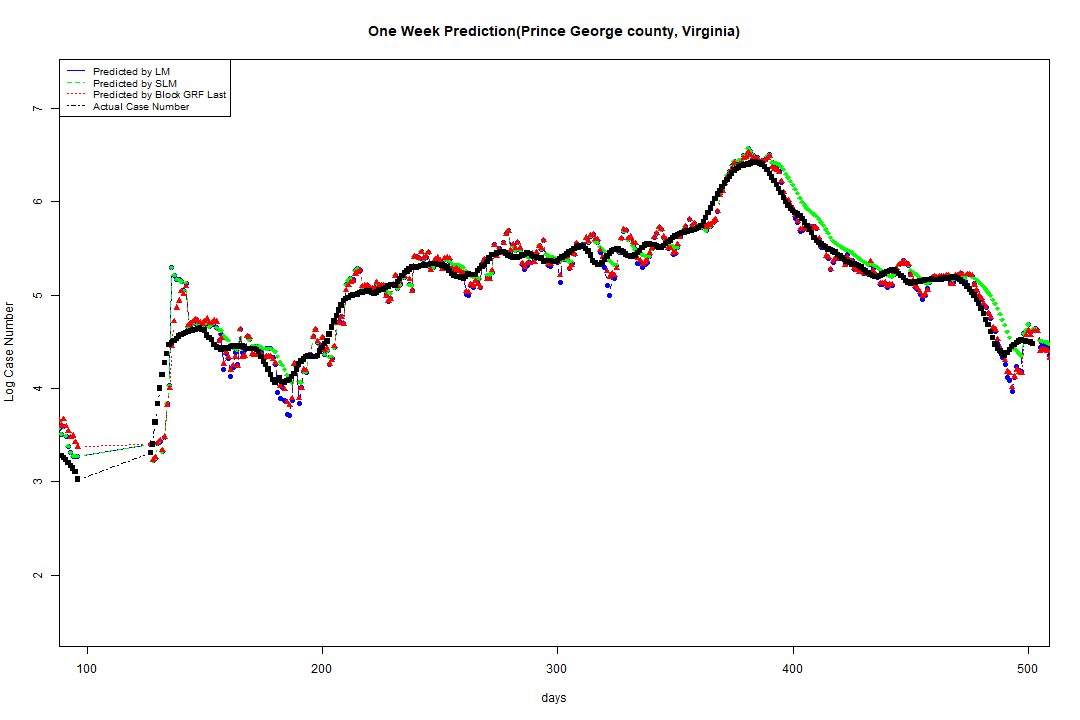 One Week Prediction(Prince George county, Virginia)
Predicted by LM
Predicted by SLM
Predicted by Block GRF Last
Actual Case Number
7
6
5
4
3
2
Log Case Number
100 200 300 400 500
days